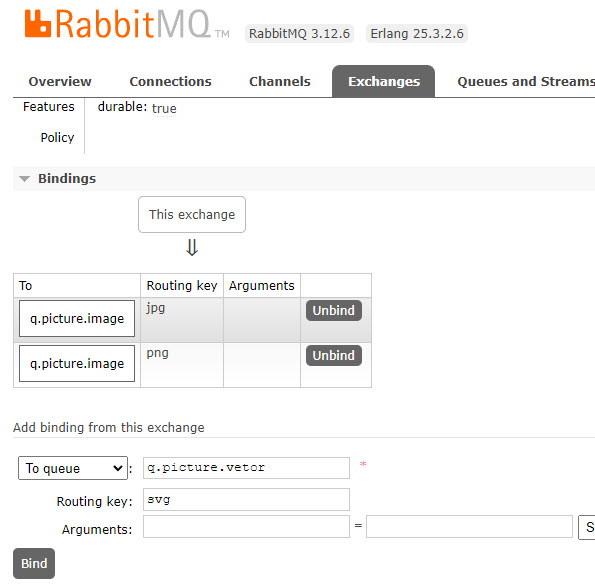 RabbitMQ TM RabbitMQ 3.12.6 Erlang 25.3.2.6
Overview Connections Channels Exchanges Queues and Streams
Features durable: true
Policy
Bindings
This exchange
⇓
To Routing key Arguments
q.picture.image jpg Unbind
q.picture.image png Unbind
Add binding from this exchange
To queue : q.picture.vetor *
Routing key: svg
Arguments: = S
Bind